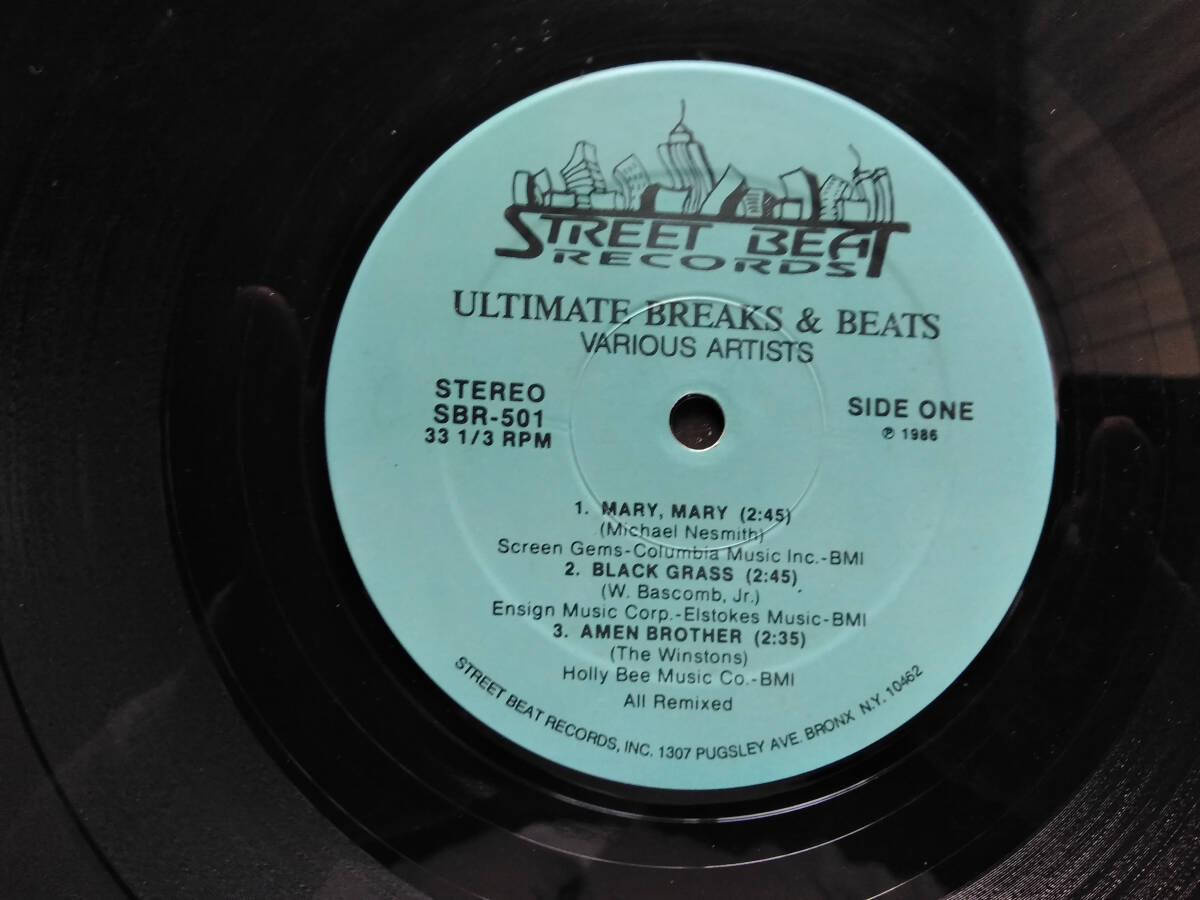 STREET BEAT
RECORDS
ULTIMATE BREAKS & BEATS
VARIOUS ARTISTS
STEREO
SBR-501
33 1/3 RPM
SIDE ONE
℗ 1986
1. MARY, MARY (2:45)
(Michael Nesmith)
Screen Gems-Columbia Music Inc.-BMI
2. BLACK GRASS (2:45)
(W. Bascomb, Jr.)
Ensign Music Corp.-Elstokes Music-BMI
3. AMEN BROTHER (2:35)
(The Winstons)
Holly Bee Music Co.-BMI
All Remixed
STREET BEAT RECORDS, INC. 1307 PUGSLEY AVE. BRONX N.Y. 10462